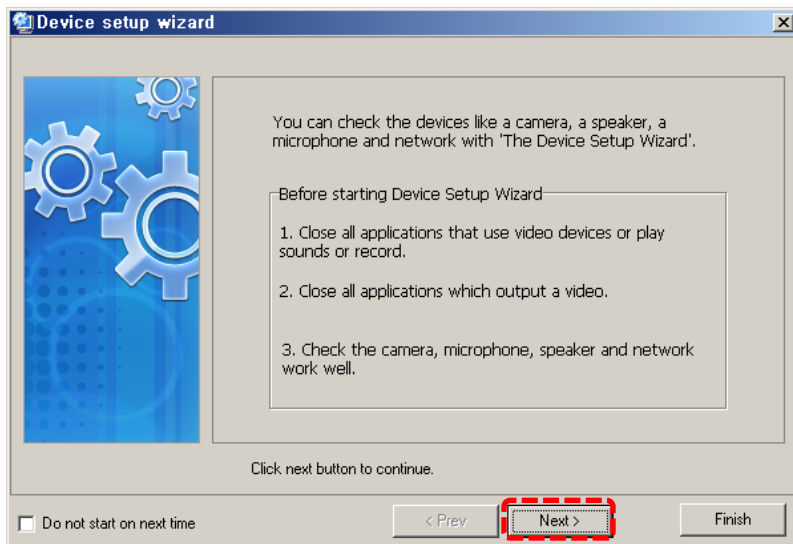 Device setup wizard
You can check the devices like a camera, a speaker, a
microphone and network with 'The Device Setup Wizard'.
Before starting Device Setup Wizard
1. Close all applications that use video devices or play
sounds or record.
2. Close all applications which output a video.
3. Check the camera, microphone, speaker and network
work well.
Click next button to continue.
Do not start on next time
< Prev
Next >
Finish